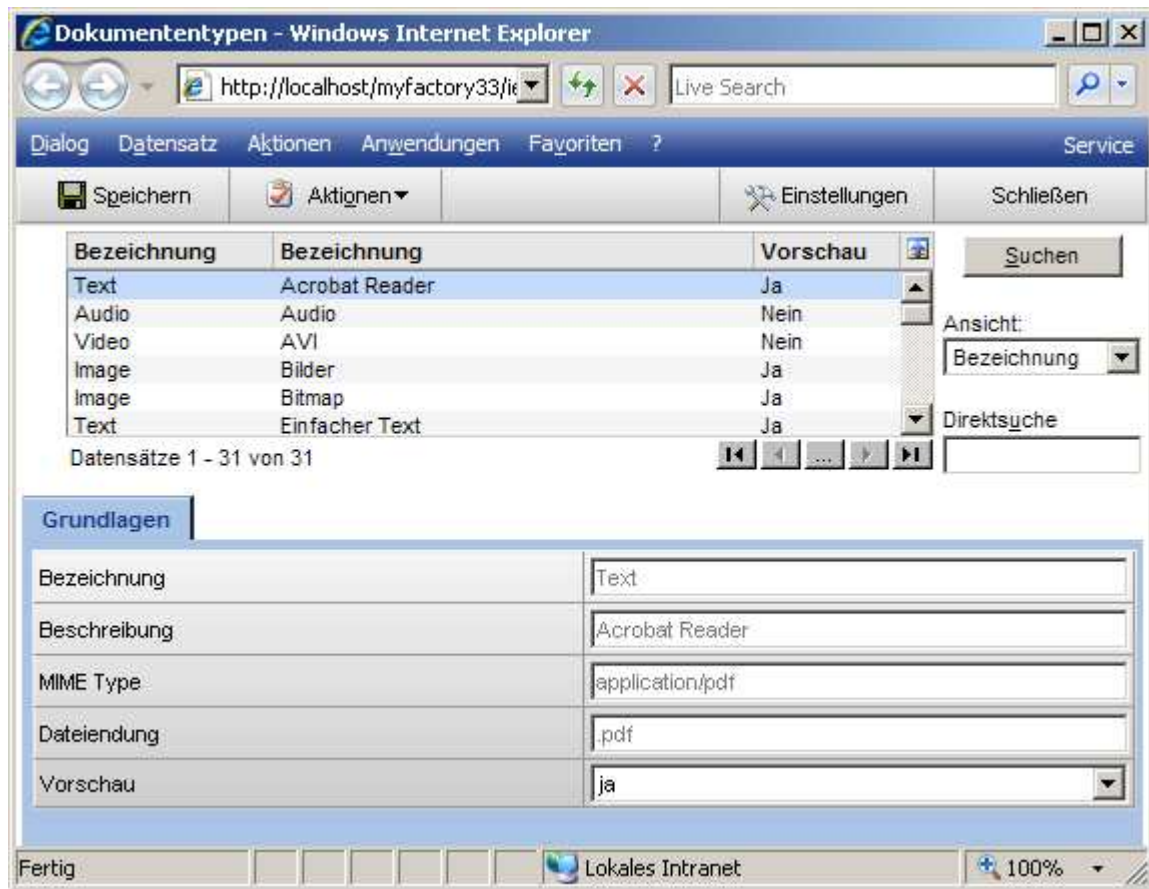 Dokumententypen - Windows Internet Explorer
http://localhost/myfactory33/ie
Live Search
Dialog Datensatz Aktionen Anwendungen Favoriten ? Service
Speichern Aktionen Einstellungen Schließen
Bezeichnung Bezeichnung Vorschau Suchen
Text Acrobat Reader Ja
Audio Audio Nein
Video AVI Nein
Image Bilder Ja
Image Bitmap Ja
Text Einfacher Text Ja
Ansicht:
Bezeichnung
Direktsuche
Datensätze 1 - 31 von 31 ...
Grundlagen
Bezeichnung Text
Beschreibung Acrobat Reader
MIME Type application/pdf
Dateiendung .pdf
Vorschau ja
Fertig Lokales Intranet 100%